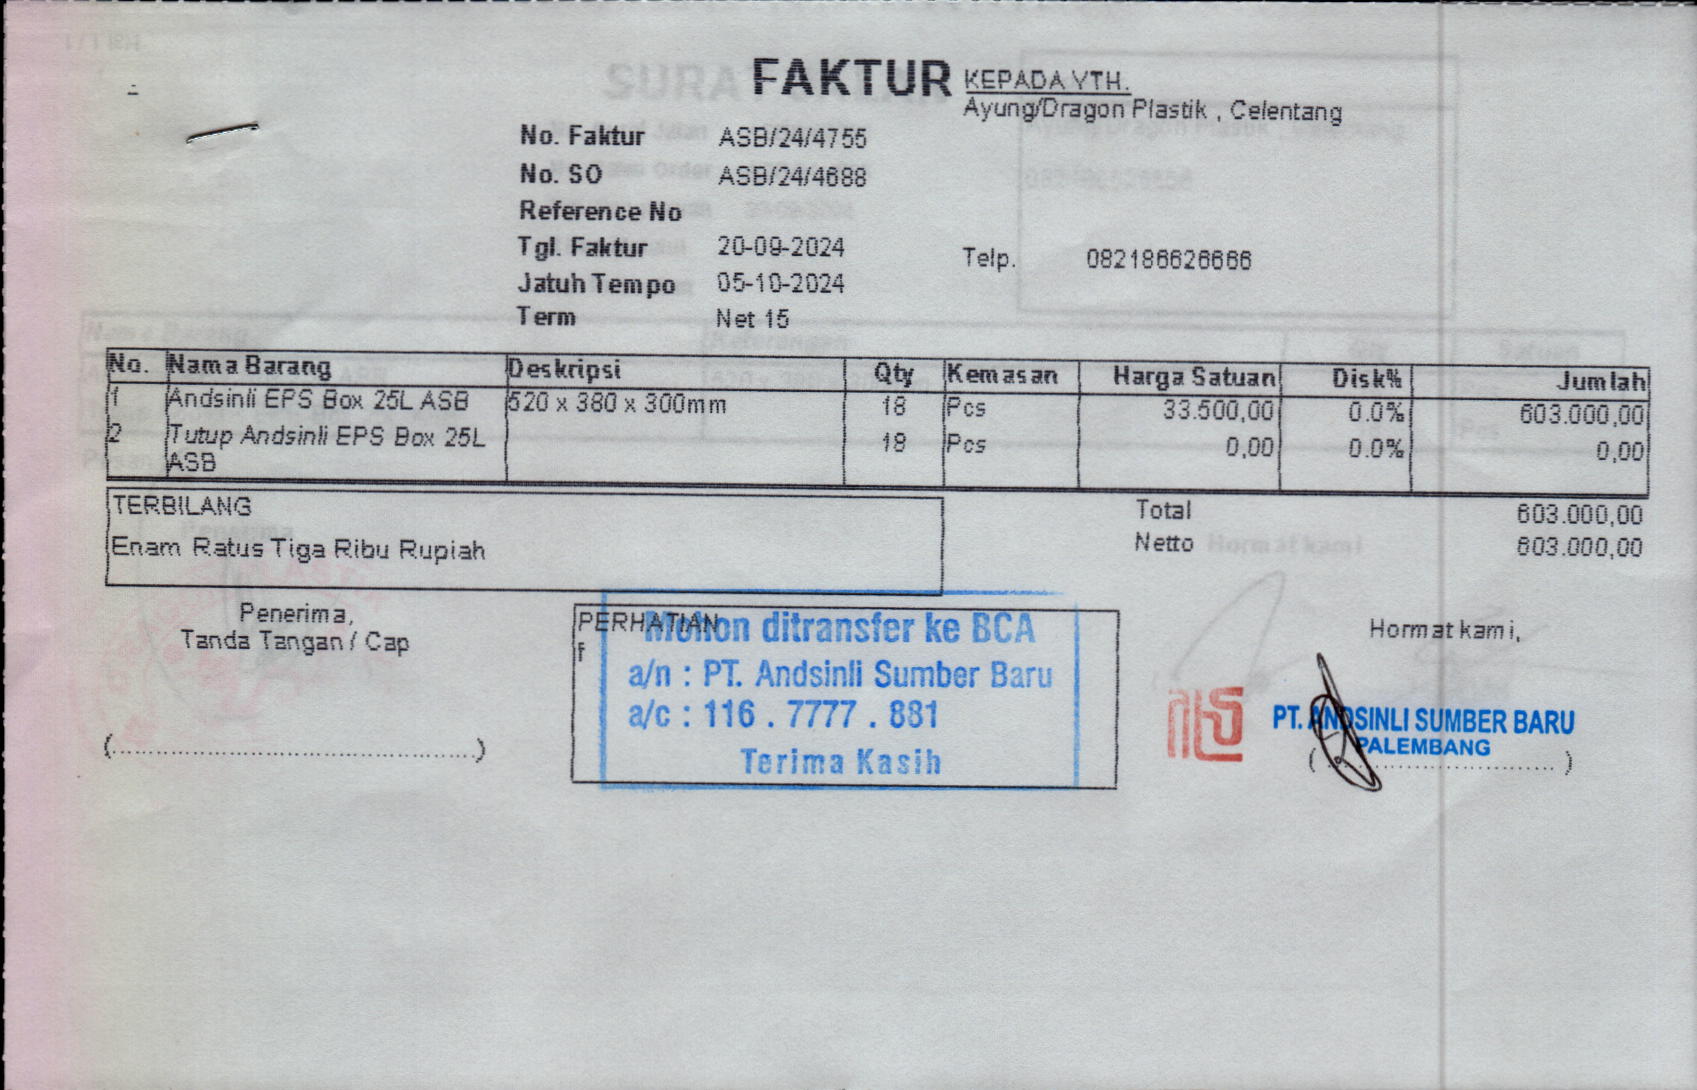 FAKTUR
KEPADA YTH.
Ayung/Dragon Plastik , Celentang
No. Faktur ASB/24/4755
No. SO ASB/24/4688
Reference No
Tgl. Faktur 20-09-2024
Telp. 082186626666
Jatuh Tempo 05-10-2024
Term Net 15
No. Nama Barang Deskripsi Qty Kemasan Harga Satuan Disk% Jumlah
1 Andsinli EPS Box 25L ASB 520 x 380 x 300mm 18 Pcs 33.500,00 0.0% 603.000,00
2 Tutup Andsinli EPS Box 25L 18 Pcs 0,00 0.0% 0,00
ASB
TERBILANG
Enam Ratus Tiga Ribu Rupiah
Total 603.000,00
Netto 603.000,00
Penerima,
Tanda Tangan / Cap
(..................................................)
PERHATIAN
f
Mohon ditransfer ke BCA
a/n : PT. Andsinli Sumber Baru
a/c : 116 . 7777 . 881
Terima Kasih
Hormat kami,
PT. ANDSINLI SUMBER BARU
PALEMBANG
(..................................)